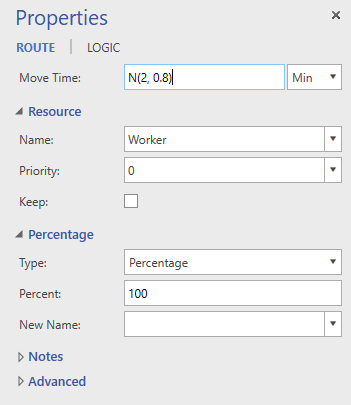 Properties
ROUTE | LOGIC
Move Time: N(2, 0.8) Min
Resource
Name: Worker
Priority: 0
Keep:
Percentage
Type: Percentage
Percent: 100
New Name:
Notes
Advanced